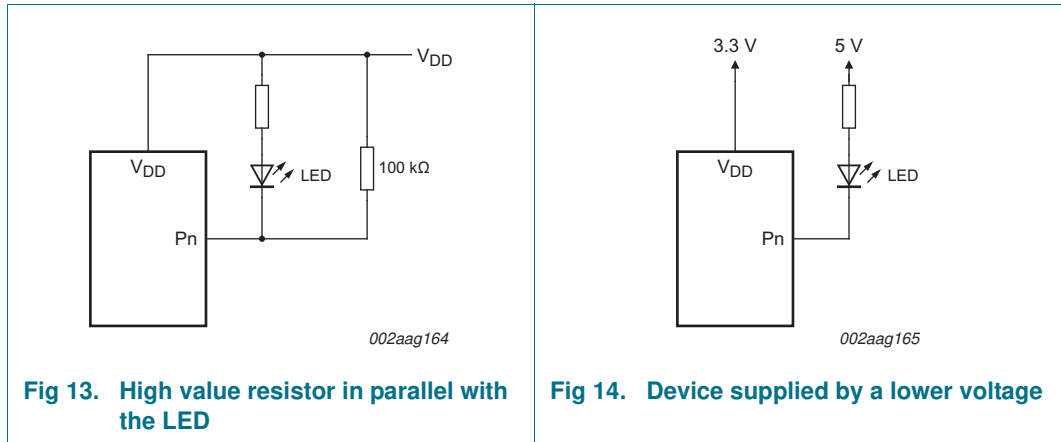 V_DD
V_DD
LED
100 kΩ
Pn
002aag164
Fig 13. High value resistor in parallel with
the LED
3.3 V
5 V
V_DD
LED
Pn
002aag165
Fig 14. Device supplied by a lower voltage